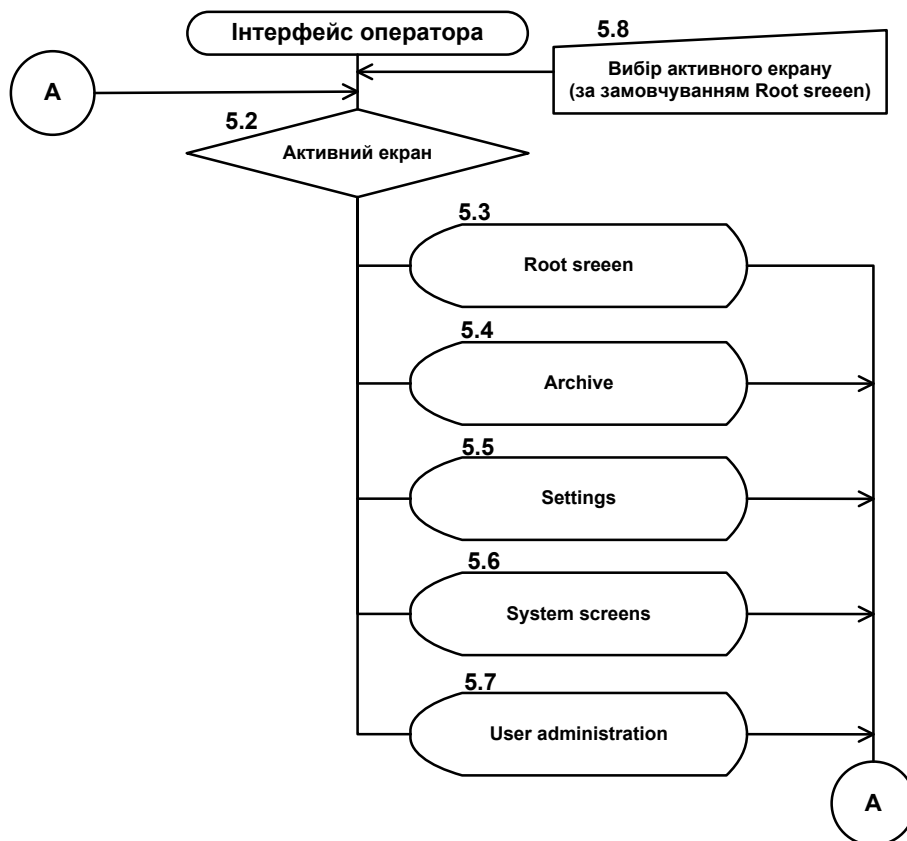 Інтерфейс оператора
5.8
Вибір активного екрану
(за замовчуванням Root sreeen)
A
5.2
Активний екран
5.3
Root sreeen
5.4
Archive
5.5
Settings
5.6
System screens
5.7
User administration
A